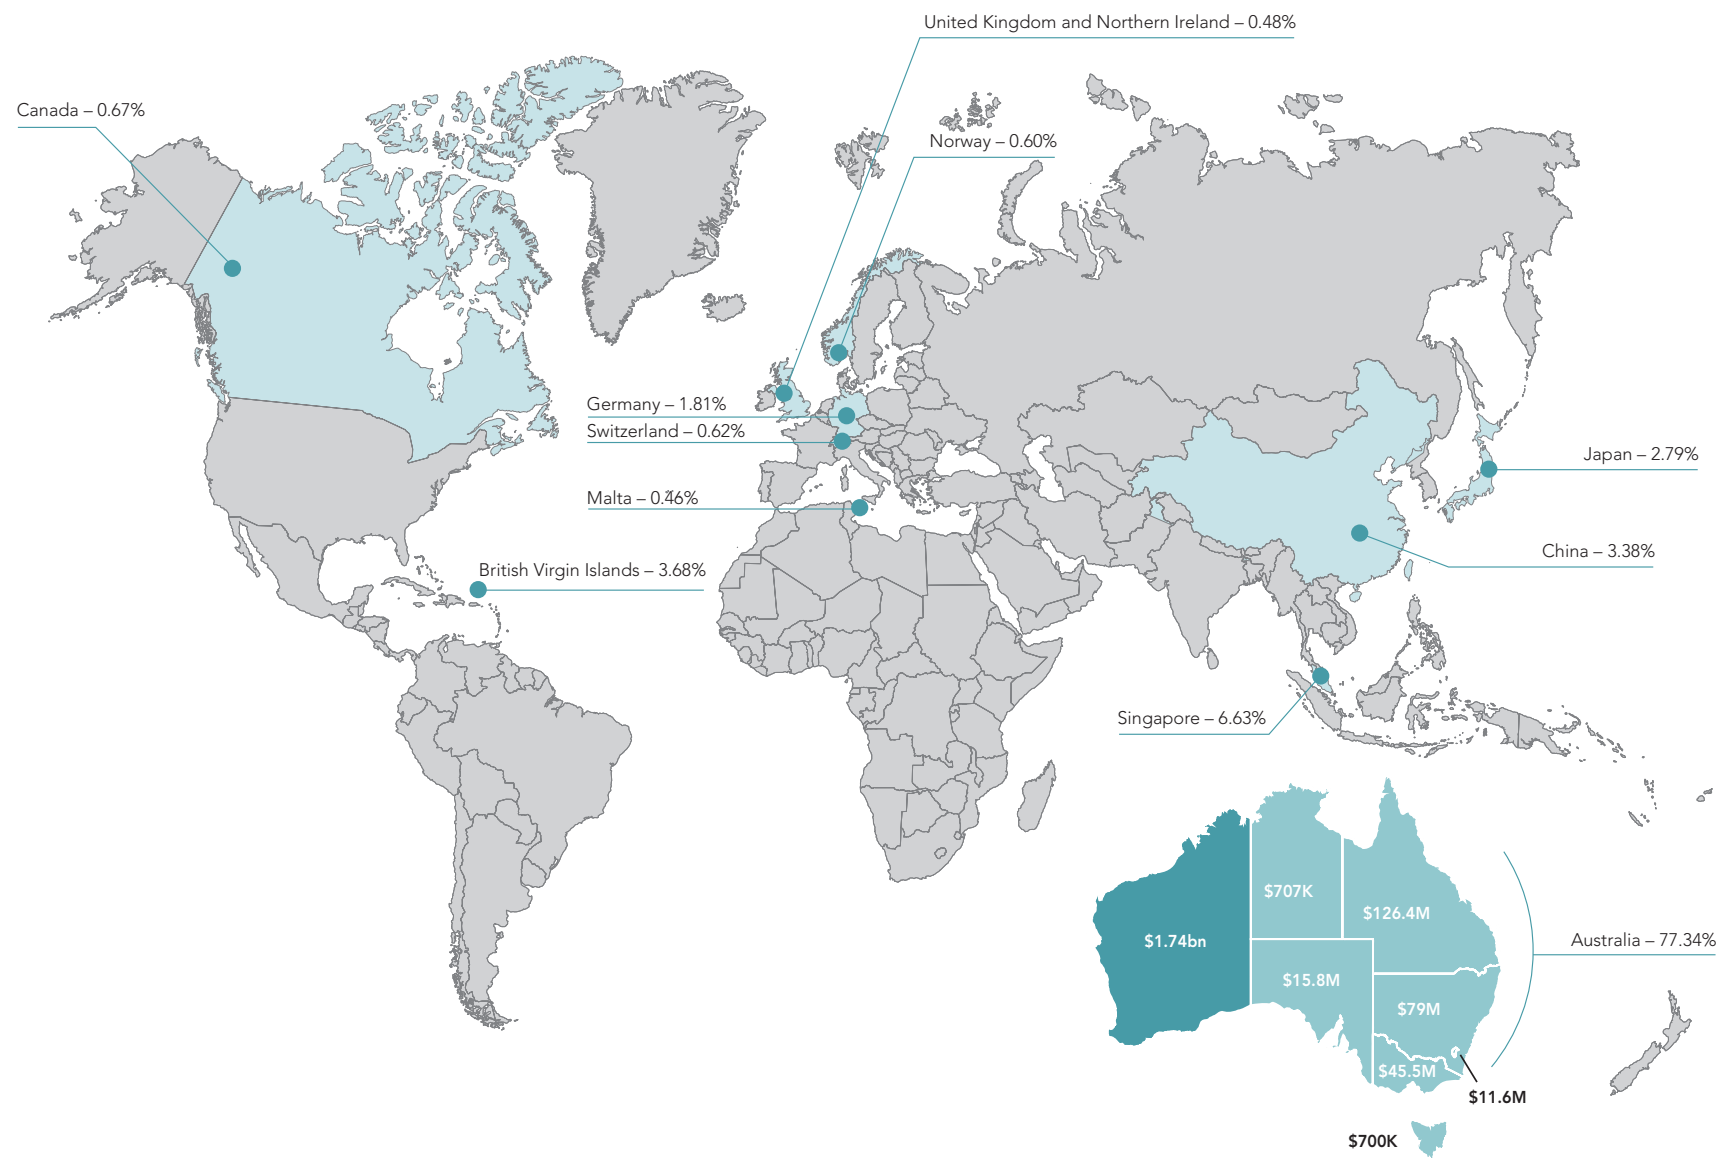 United Kingdom and Northern Ireland – 0.48%
Canada – 0.67%
Norway – 0.60%
Germany – 1.81%
Switzerland – 0.62%
Japan – 2.79%
Malta – 0.46%
China – 3.38%
British Virgin Islands – 3.68%
Singapore – 6.63%
$707K
$126.4M
$1.74bn
Australia – 77.34%
$15.8M
$79M
$45.5M
$11.6M
$700K